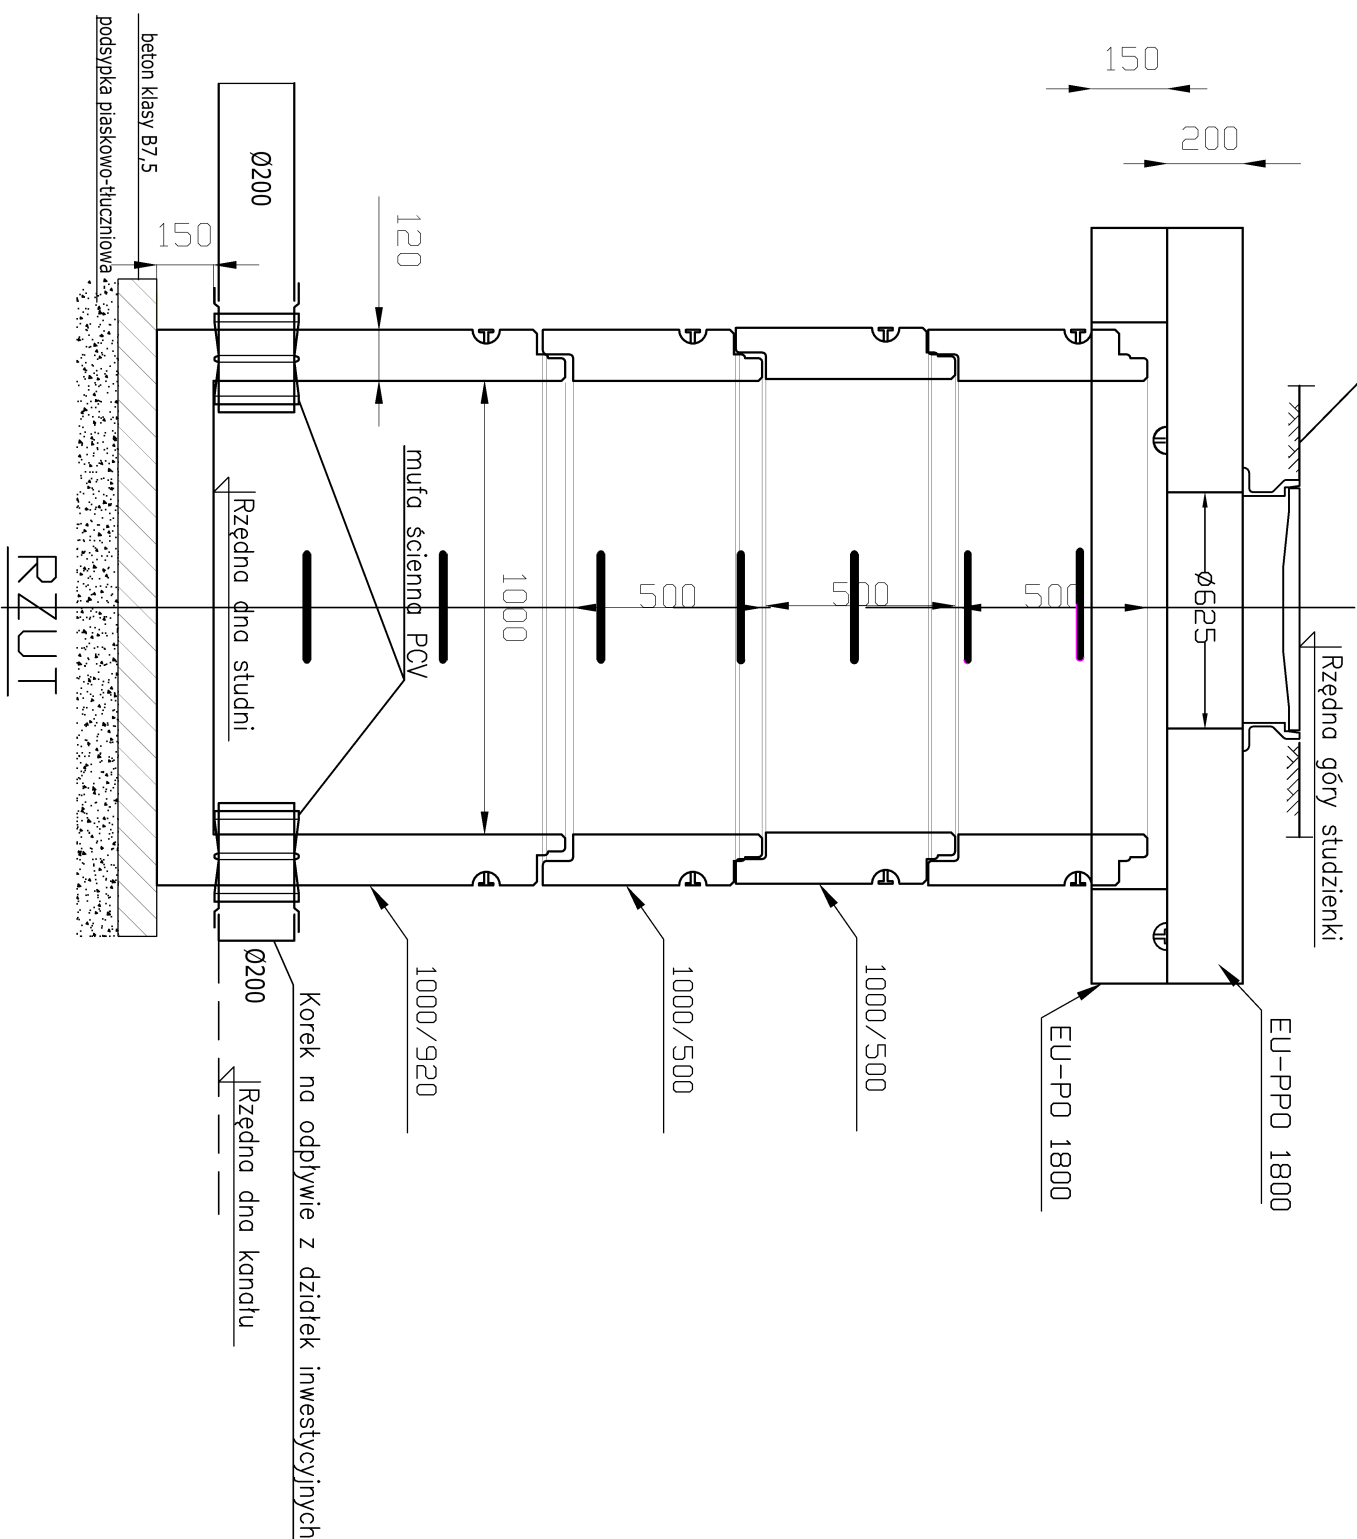 Rzędna góry studzienki
EU-PPO 1800
200
Ø625
150
EU-PO 1800
500
500
1000/500
500
1000/500
1000
1000/920
120
mufa ścienna PCV
Korek na odpływie z działek inwestycyjnych
Ø200
Ø200
Rzędna dna studni
Rzędna dna kanału
150
beton klasy B7,5
podsypka piaskowo-tłuczniowa
RZUT